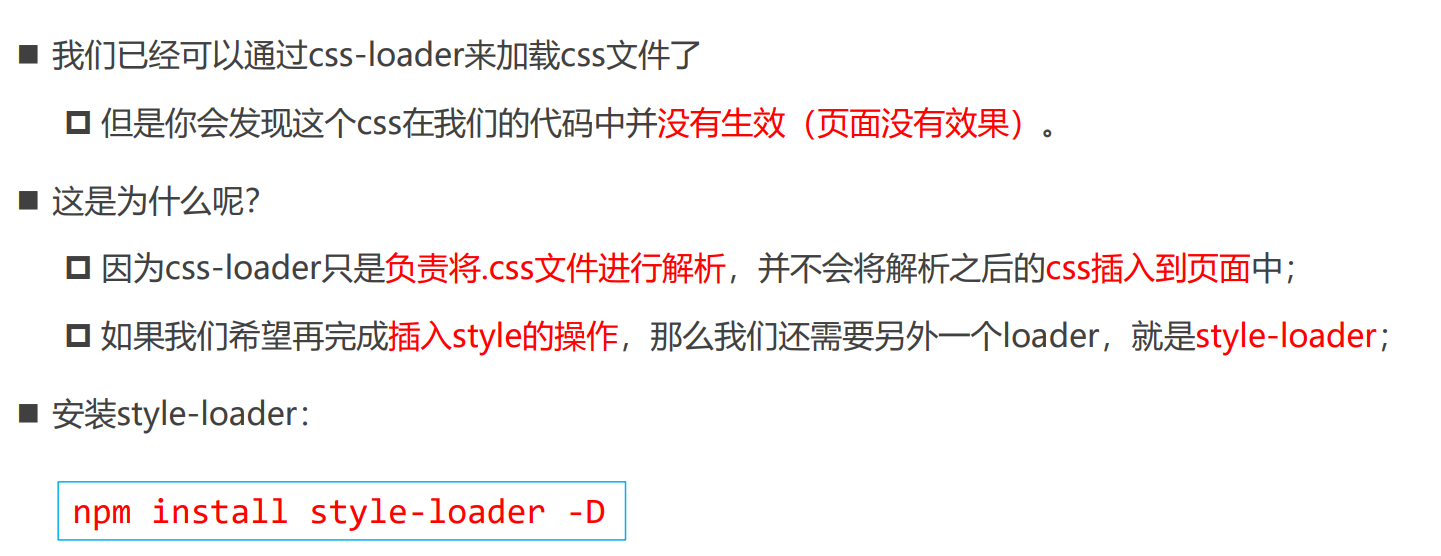 我们已经可以通过css-loader来加载css文件了
但是你会发现这个css在我们的代码中并没有生效（页面没有效果）。
这是为什么呢？
因为css-loader只是负责将.css文件进行解析，并不会将解析之后的css插入到页面中；
如果我们希望再完成插入style的操作，那么我们还需要另外一个loader，就是style-loader；
安装style-loader：
npm install style-loader -D